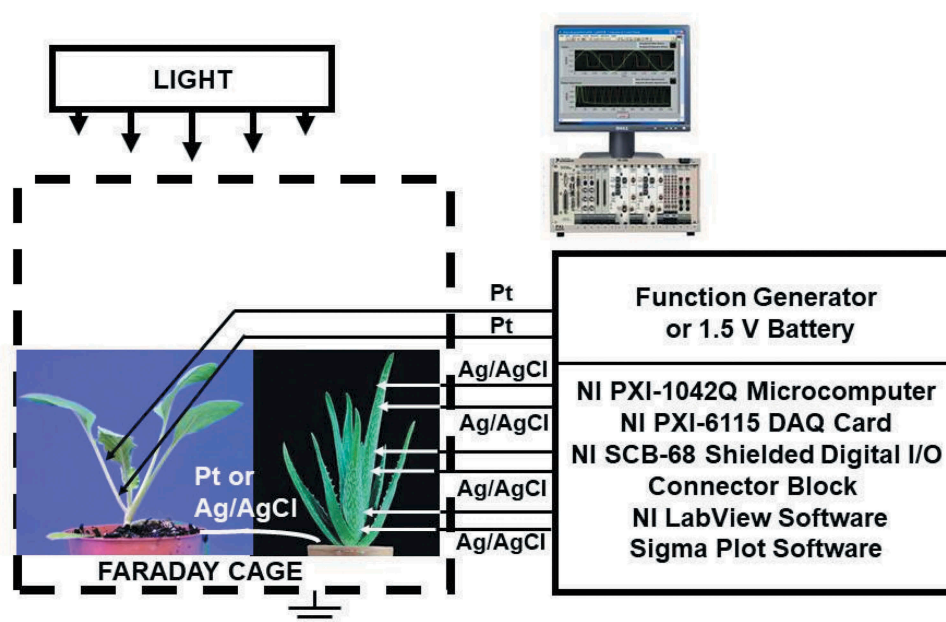 LIGHT
Pt
Pt
Ag/AgCl
Ag/AgCl
Ag/AgCl
Ag/AgCl
Pt or
Ag/AgCl
FARADAY CAGE
Function Generator
or 1.5 V Battery
NI PXI-1042Q Microcomputer
NI PXI-6115 DAQ Card
NI SCB-68 Shielded Digital I/O
Connector Block
NI LabView Software
Sigma Plot Software